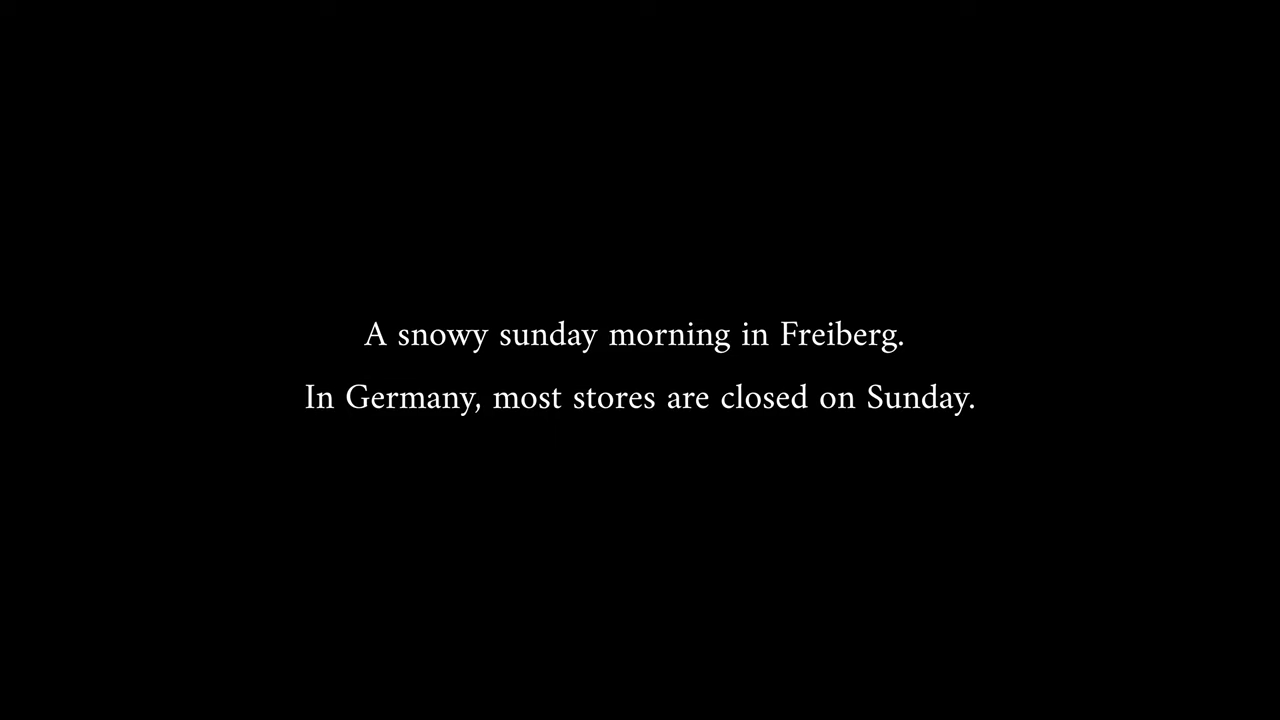 A snowy sunday morning in Freiberg.
In Germany, most stores are closed on Sunday.